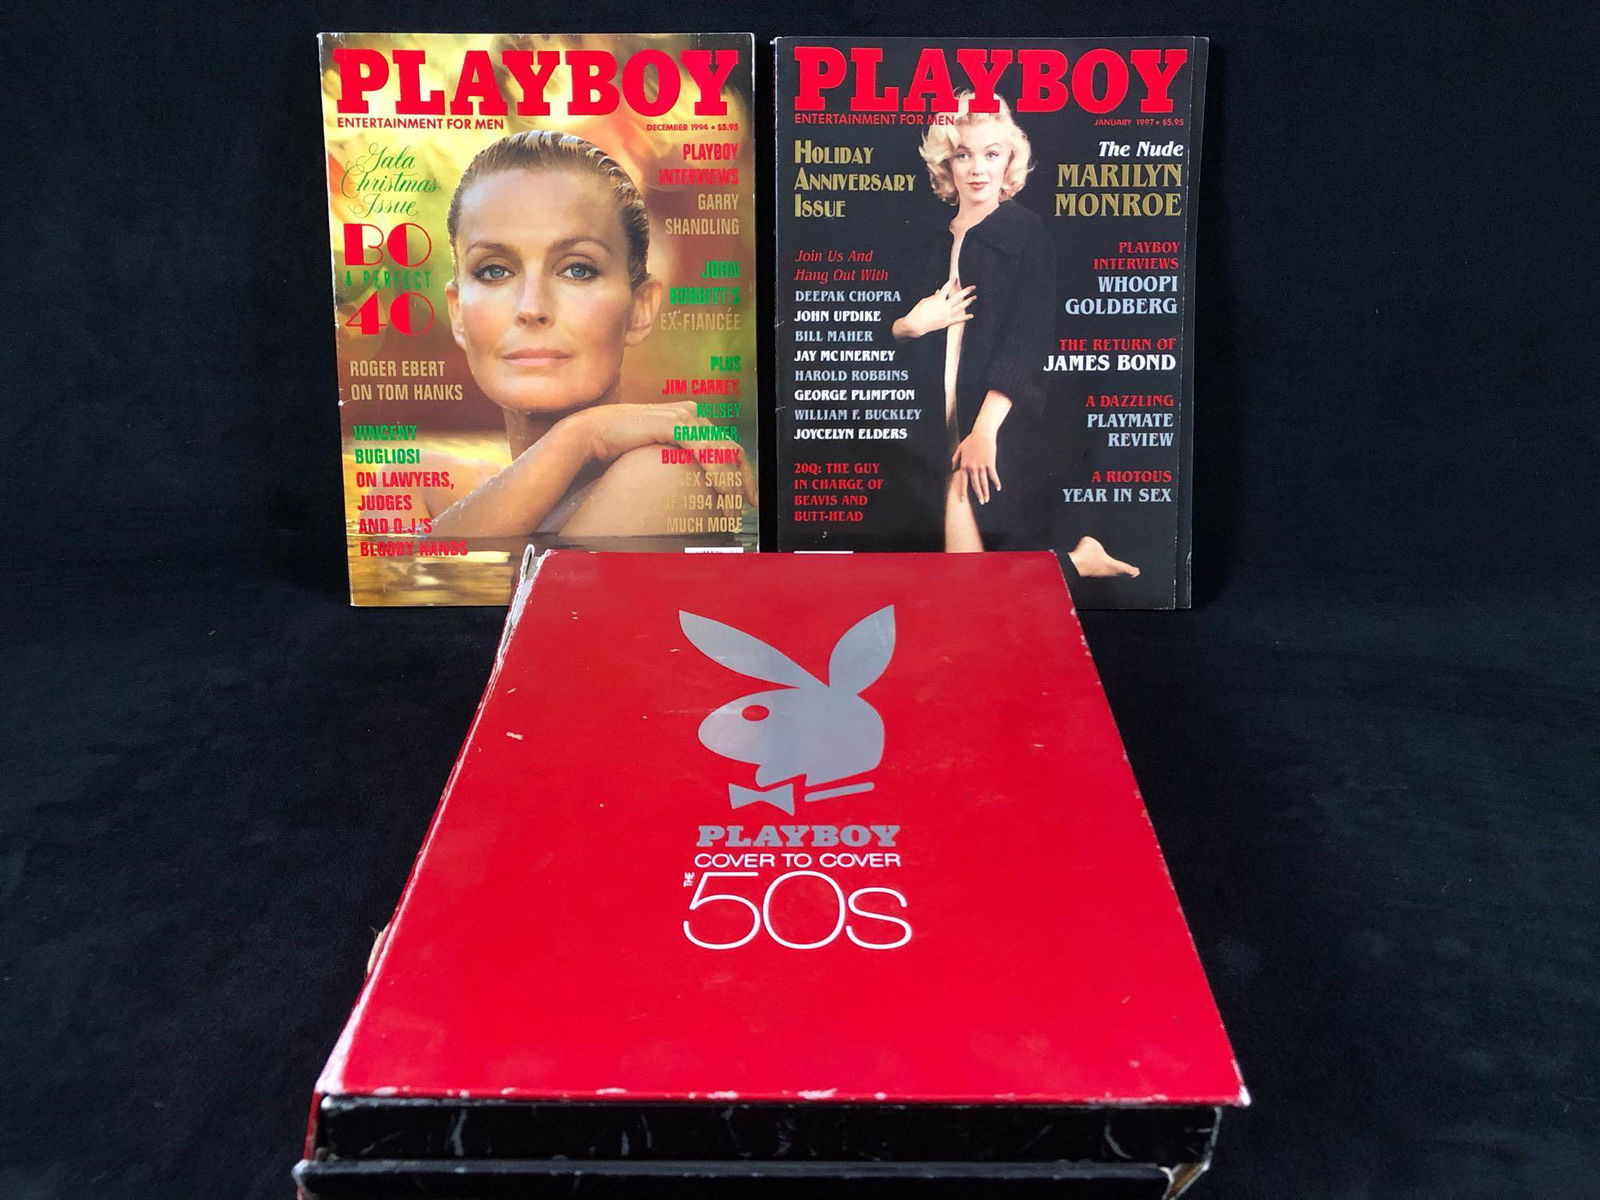 PLAYBOY
ENTERTAINMENT FOR MEN
DECEMBER 1994 • $5.95
Gala
Christmas
Issue
BO
A PERFECT
40
ROGER EBERT
ON TOM HANKS
VINCENT
BUGLIOSI
ON LAWYERS,
JUDGES
AND O.J.'S
BLOODY HANDS
PLAYBOY
INTERVIEWS
GARRY
SHANDLING
JOHN
BOBBITT'S
EX-FIANCÉE
PLUS
JIM CARREY,
KELSEY
GRAMMER,
BUCK HENRY,
SEX STARS
OF 1994 AND
MUCH MORE
PLAYBOY
ENTERTAINMENT FOR MEN
JANUARY 1997 • $5.95
HOLIDAY
ANNIVERSARY
ISSUE
Join Us And
Hang Out With
DEEPAK CHOPRA
JOHN UPDIKE
BILL MAHER
JAY MCINERNEY
HAROLD ROBBINS
GEORGE PLIMPTON
WILLIAM F. BUCKLEY
JOYCELYN ELDERS
20Q: THE GUY
IN CHARGE OF
BEAVIS AND
BUTT-HEAD
The Nude
MARILYN
MONROE
PLAYBOY
INTERVIEWS
WHOOPI
GOLDBERG
THE RETURN OF
JAMES BOND
A DAZZLING
PLAYMATE
REVIEW
A RIOTOUS
YEAR IN SEX
PLAYBOY
COVER TO COVER
THE 50s